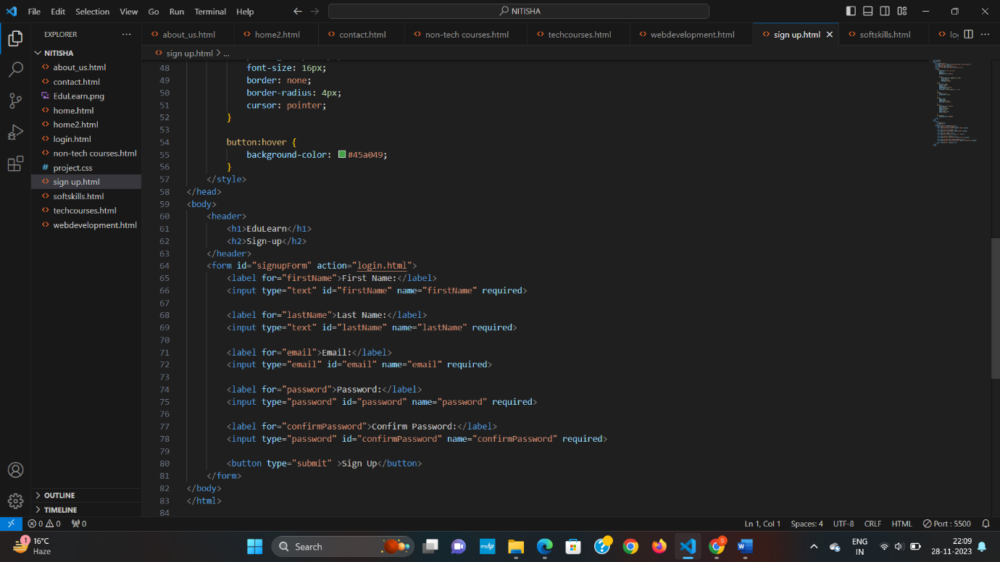 File Edit Selection View Go Run Terminal Help NITISHA
EXPLORER
about_us.html home2.html contact.html non-tech courses.html techcourses.html webdevelopment.html sign up.html softskills.html
NITISHA
about_us.html
contact.html
EduLearn.png
home.html
home2.html
login.html
non-tech courses.html
project.css
sign up.html
softskills.html
techcourses.html
webdevelopment.html
OUTLINE
TIMELINE
sign up.html > ...
48 font-size: 16px;
49 border: none;
50 border-radius: 4px;
51 cursor: pointer;
52 }
53
54 button:hover {
55 background-color: #45a049;
56 }
57 </style>
58 </head>
59 <body>
60 <header>
61 <h1>EduLearn</h1>
62 <h2>Sign-up</h2>
63 </header>
64 <form id="signupForm" action="login.html">
65 <label for="firstName">First Name:</label>
66 <input type="text" id="firstName" name="firstName" required>
67
68 <label for="lastName">Last Name:</label>
69 <input type="text" id="lastName" name="lastName" required>
70
71 <label for="email">Email:</label>
72 <input type="email" id="email" name="email" required>
73
74 <label for="password">Password:</label>
75 <input type="password" id="password" name="password" required>
76
77 <label for="confirmPassword">Confirm Password:</label>
78 <input type="password" id="confirmPassword" name="confirmPassword" required>
79
80 <button type="submit" >Sign Up</button>
81 </form>
82 </body>
83 </html>
84
0 0 0 Ln 1, Col 1 Spaces: 4 UTF-8 CRLF HTML Port : 5500
1 16°C
Haze
Search
myhp
S
ENG
IN
22:09
28-11-2023